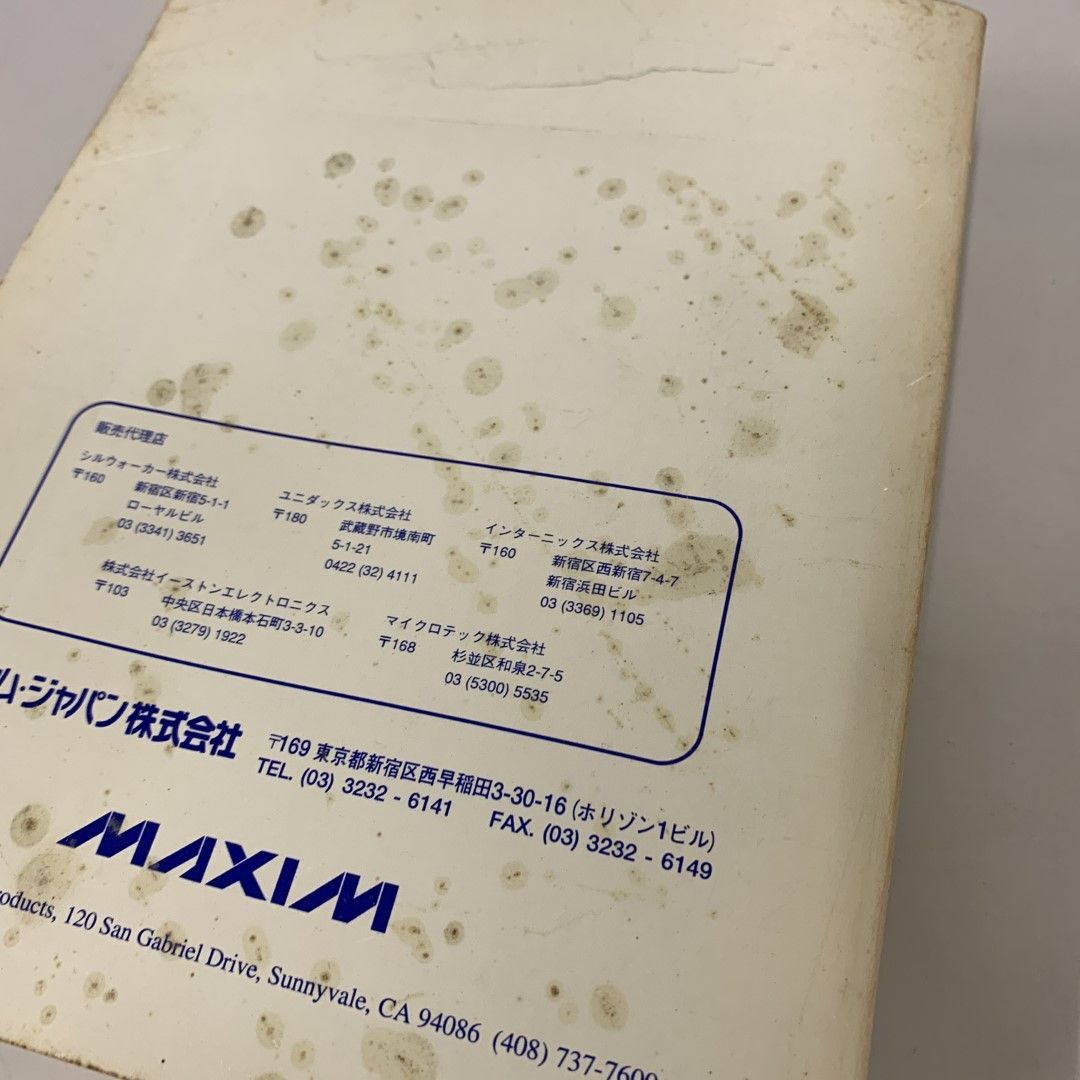 販売代理店
シルウォーカー株式会社
〒160 新宿区新宿5-1-1
ローヤルビル
03 (3341) 3651
ユニダックス株式会社
〒180 武蔵野市境南町
5-1-21
0422 (32) 4111
インターニックス株式会社
〒160 新宿区西新宿7-4-7
新宿浜田ビル
03 (3369) 1105
株式会社イーストンエレクトロニクス
〒103 中央区日本橋本石町3-3-10
03 (3279) 1922
マイクロテック株式会社
〒168 杉並区和泉2-7-5
03 (5300) 5535
ム・ジャパン株式会社
〒169 東京都新宿区西早稲田3-30-16 (ホリゾン1ビル)
TEL. (03) 3232 - 6141 FAX. (03) 3232 - 6149
MAXIM
oducts, 120 San Gabriel Drive, Sunnyvale, CA 94086 (408) 737-7600